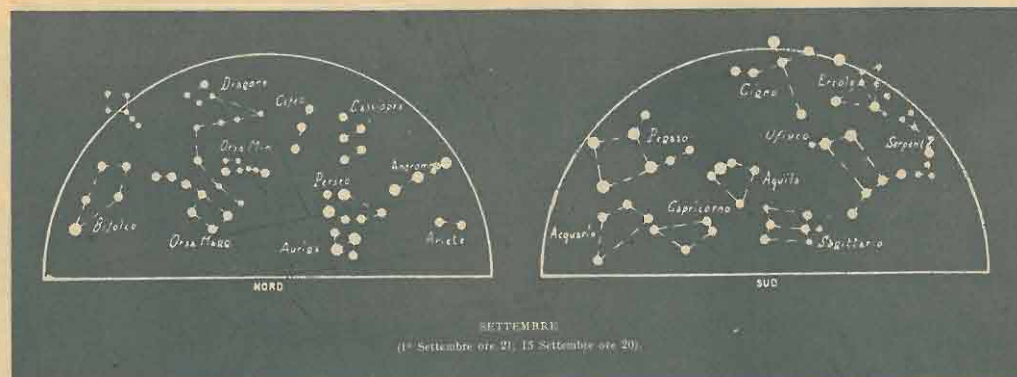 Dragone
Cefeo
Cassiopea
Orsa Min.
Andromeda
Perseo
Bifolco
Orsa Magg.
Auriga
Ariete
NORD
Cigno
Ercole
Pegaso
Ofiuco
Serpente
Aquila
Capricorno
Acquario
Sagittario
SUD
SETTEMBRE
(1º Settembre ore 21, 15 Settembre ore 20).